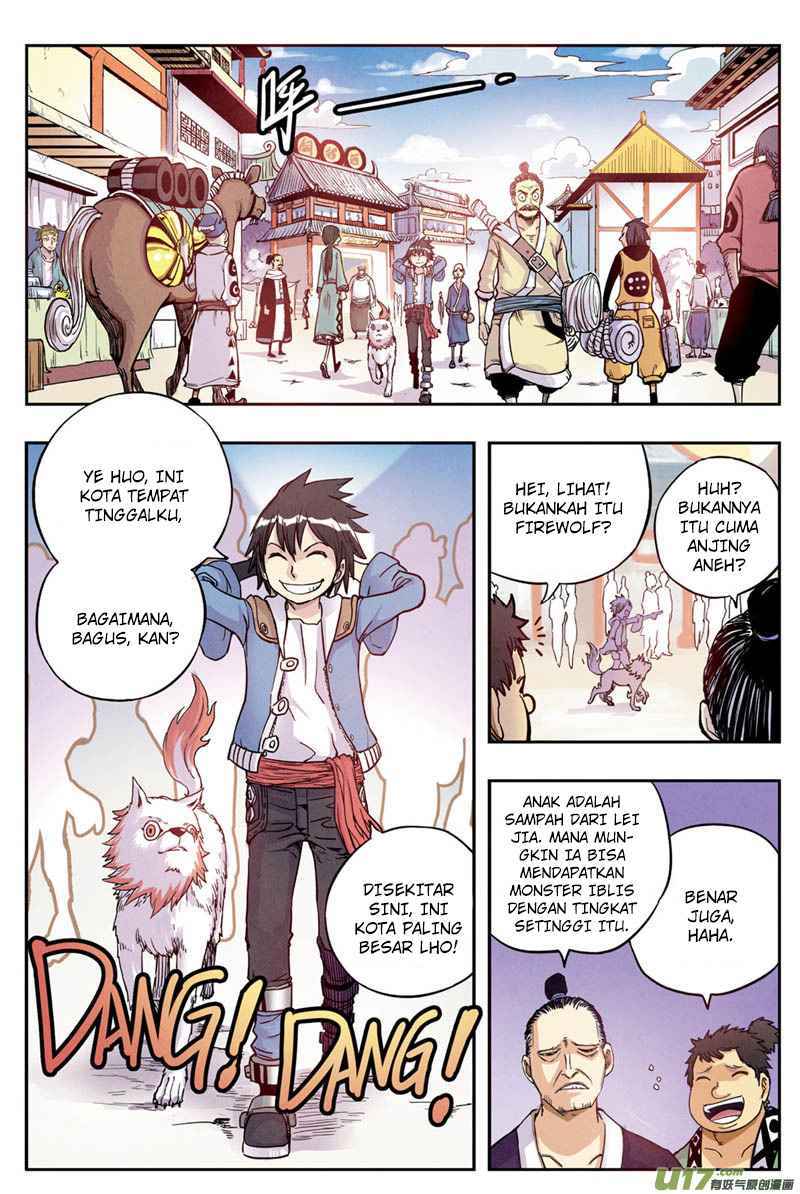 呼
YE HUO, INI
KOTA TEMPAT
TINGGALKU,
BAGAIMANA,
BAGUS, KAN?
DISEKITAR
SINI, INI
KOTA PALING
BESAR LHO!
DANG!
DANG!
HEI, LIHAT!
BUKANKAH ITU
FIREWOLF?
HUH?
BUKANNYA
ITU CUMA
ANJING
ANEH?
ANAK ADALAH
SAMPAH DARI LEI
JIA. MANA MUNG-
KIN IA BISA
MENDAPATKAN
MONSTER IBLIS
DENGAN TINGKAT
SETINGGI ITU.
BENAR
JUGA,
HAHA.
U17.com
有妖气原创漫画